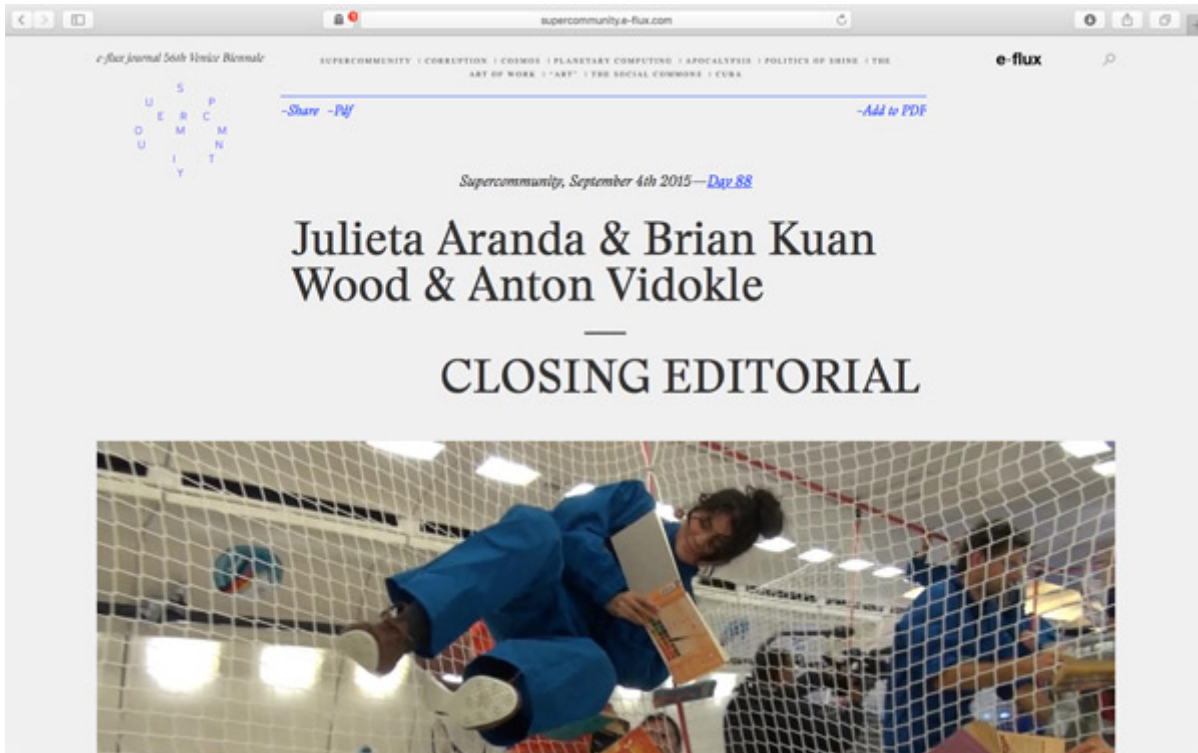 supercommunity.e-flux.com
e-flux journal 56th Venice Biennale
SUPERCOMMUNITY | CORRUPTION | COSMOS | PLANETARY COMPUTING | APOCALYPSIS | POLITICS OF SHINE | THE
ART OF WORK | "ART" | THE SOCIAL COMMONS | CUBA
e-flux
S
U P
E R C
O M M
U N
I T
Y
~Share ~Pdf
~Add to PDF
Supercommunity, September 4th 2015—Day 88
Julieta Aranda & Brian Kuan
Wood & Anton Vidokle
CLOSING EDITORIAL